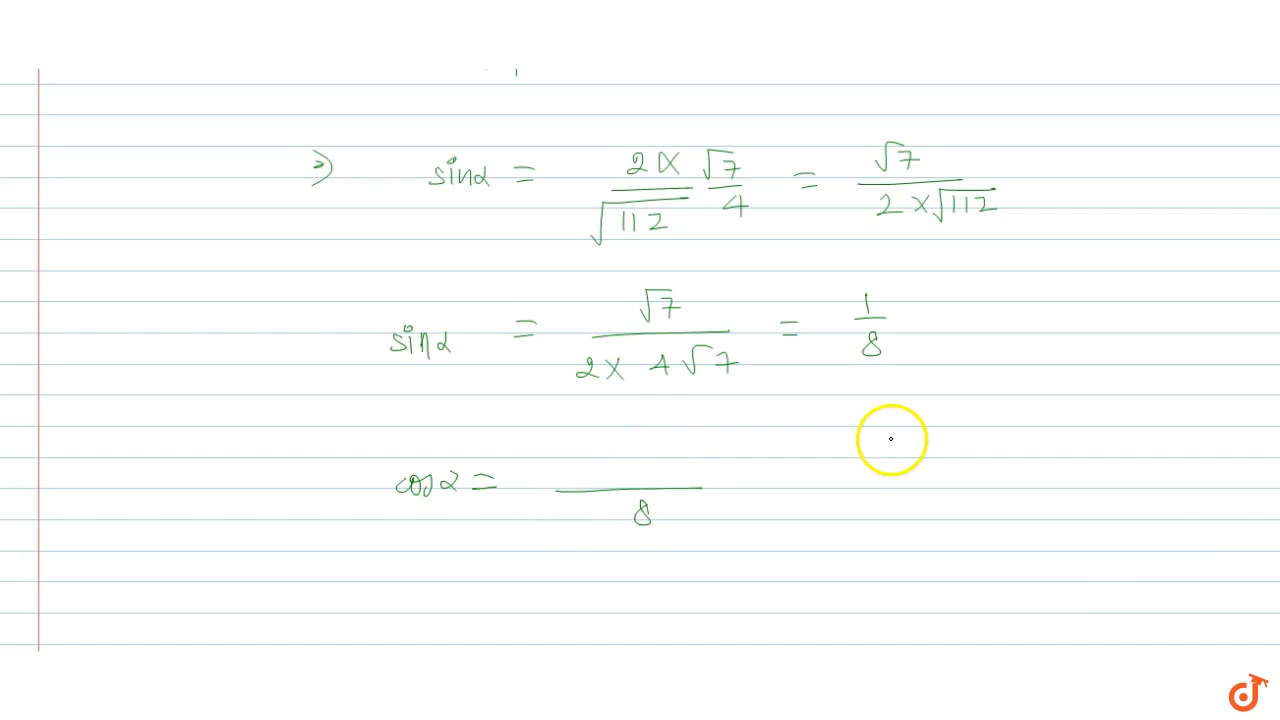 ⇒ sinα = 2×/√112 √7/4 = √7/2×√112
sinα = √7/2×4√7 = 1/8
cosα = /8